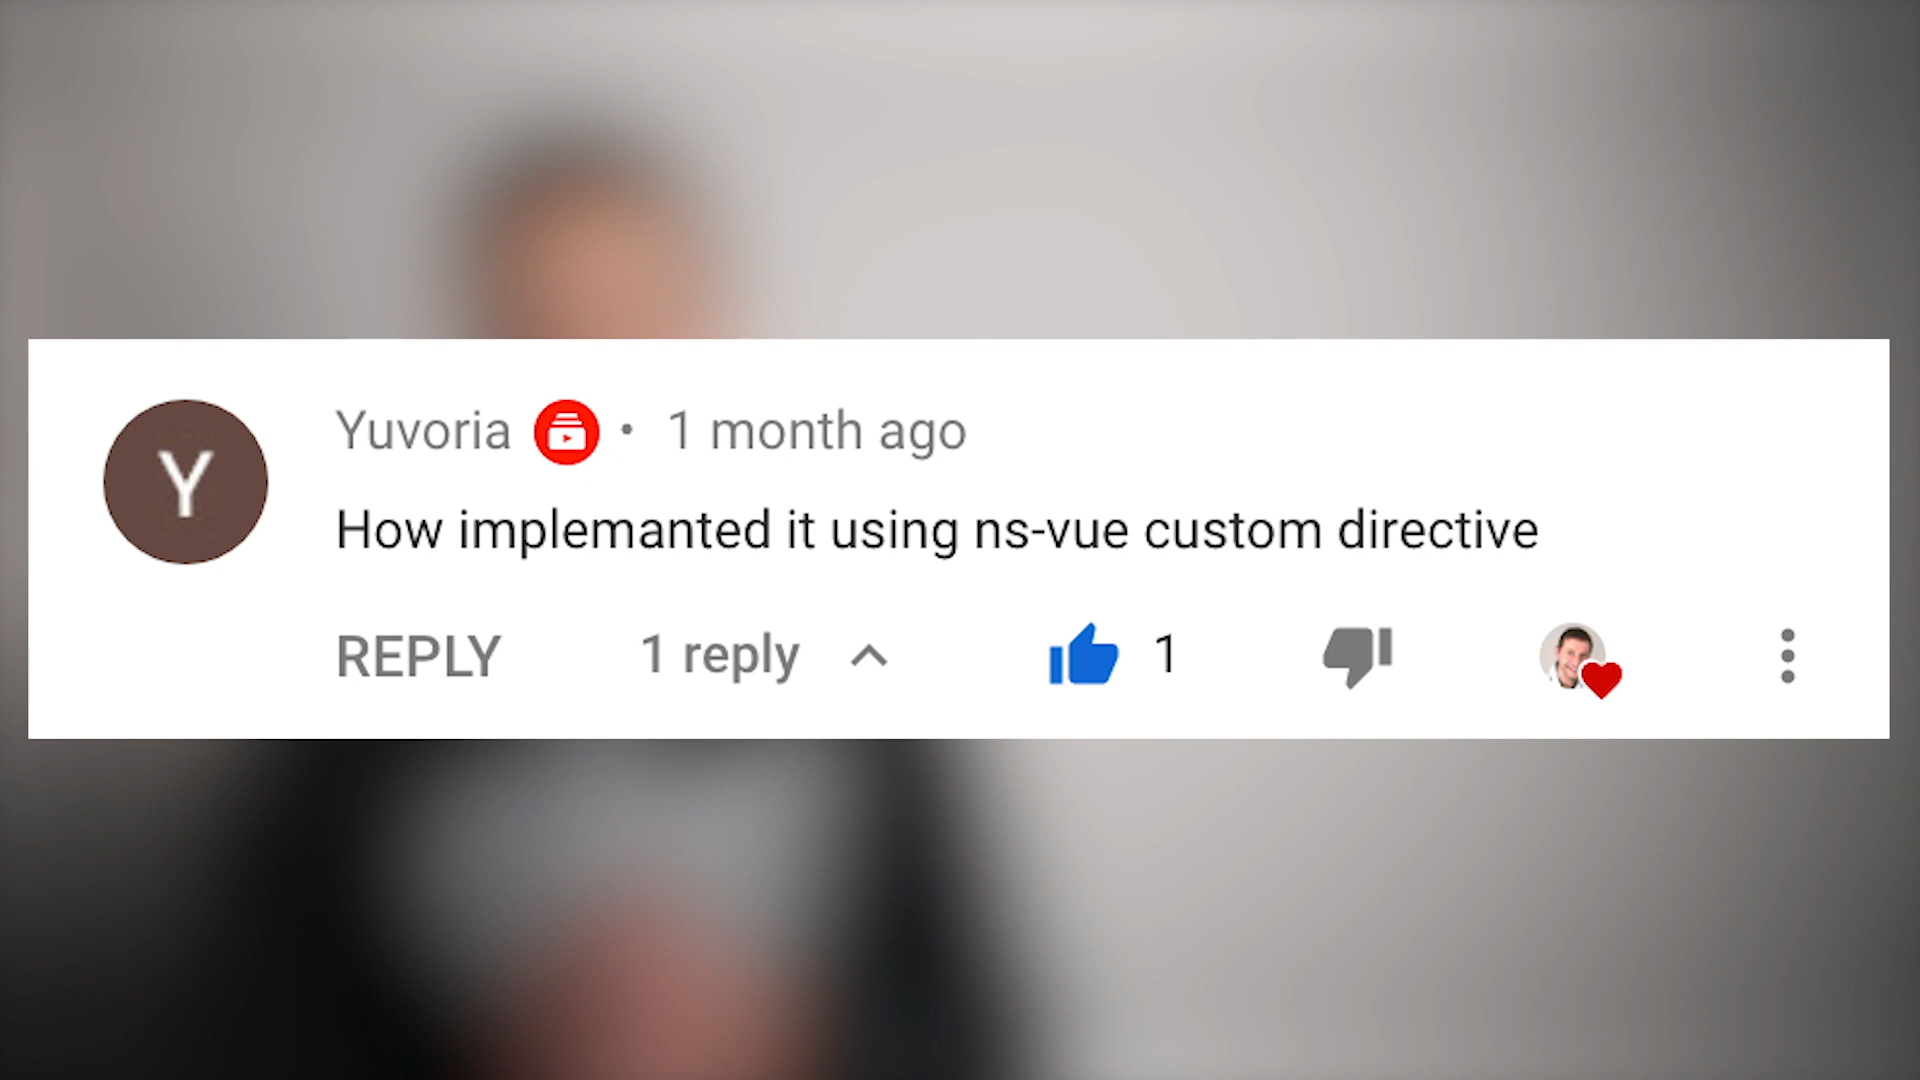 Y
Yuvoria • 1 month ago
How implemanted it using ns-vue custom directive
REPLY 1 reply 1